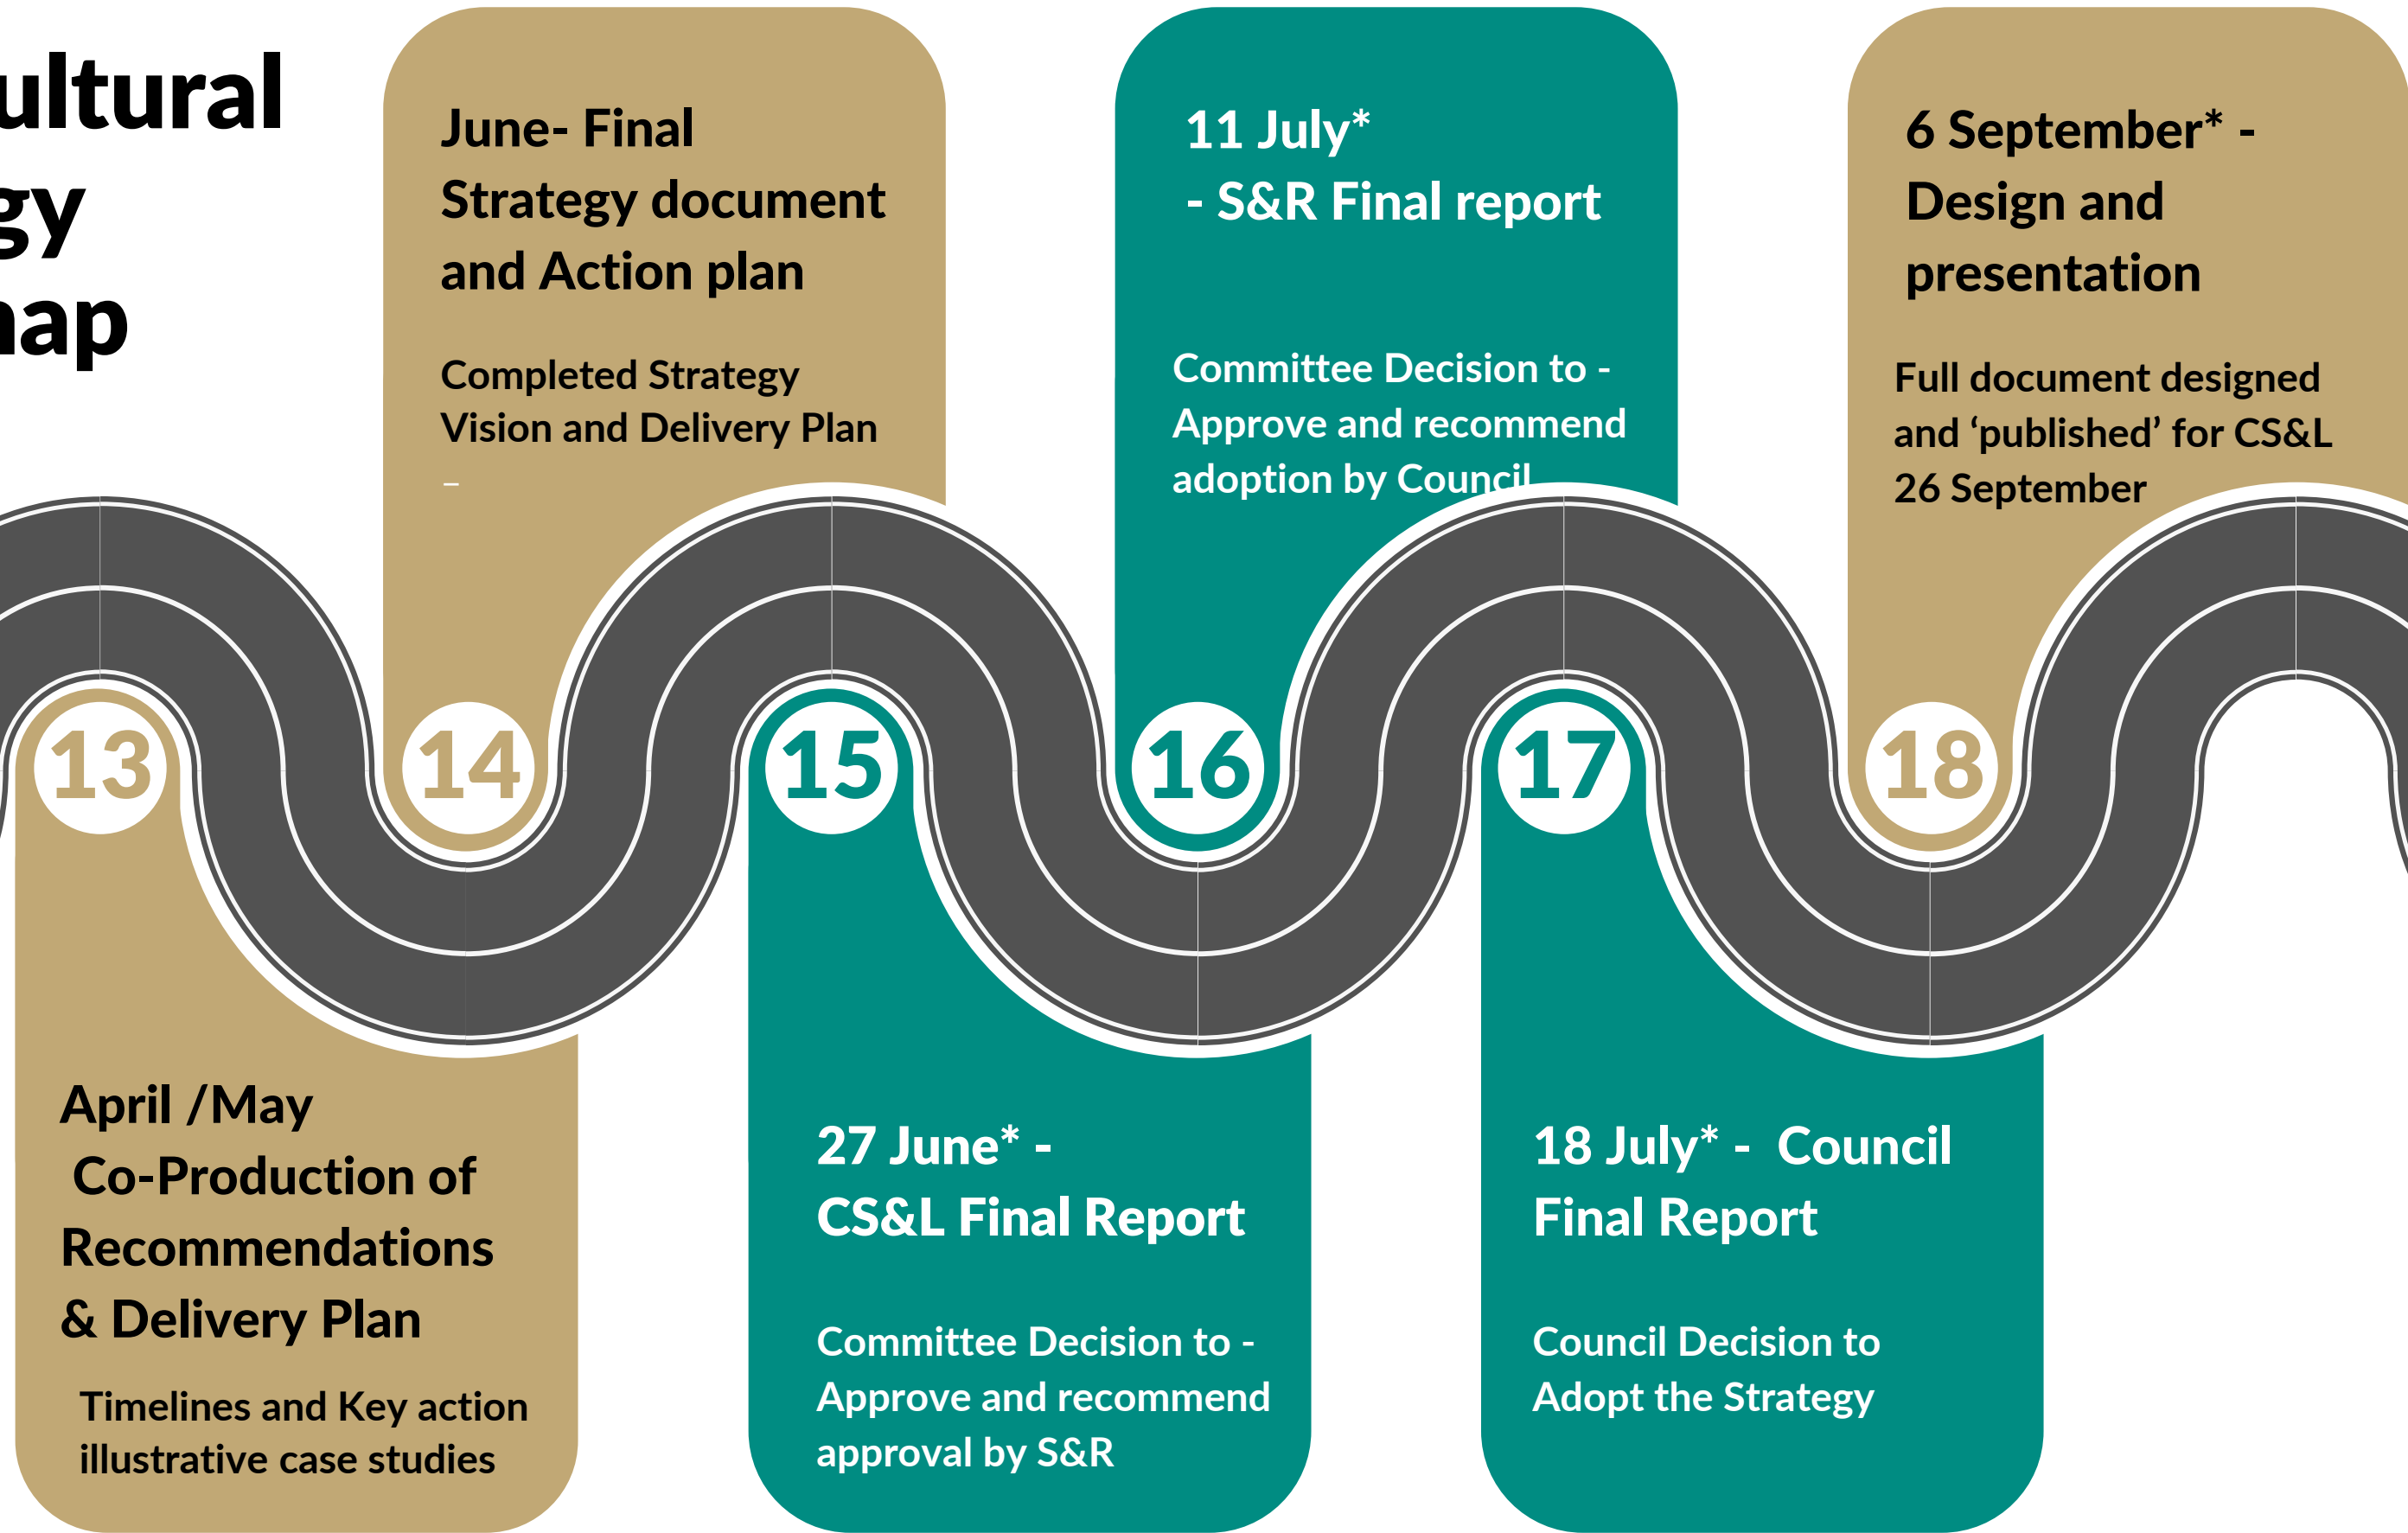 ultural
gy
map
June- Final
Strategy document
and Action plan
Completed Strategy
Vision and Delivery Plan
–
11 July*
- S&R Final report
Committee Decision to -
Approve and recommend
adoption by Council
6 September* -
Design and
presentation
Full document designed
and ‘published’ for CS&L
26 September
13
14
15
16
17
18
April /May
Co-Production of
Recommendations
& Delivery Plan
Timelines and Key action
illustrative case studies
27 June* -
CS&L Final Report
Committee Decision to -
Approve and recommend
approval by S&R
18 July* - Council
Final Report
Council Decision to
Adopt the Strategy